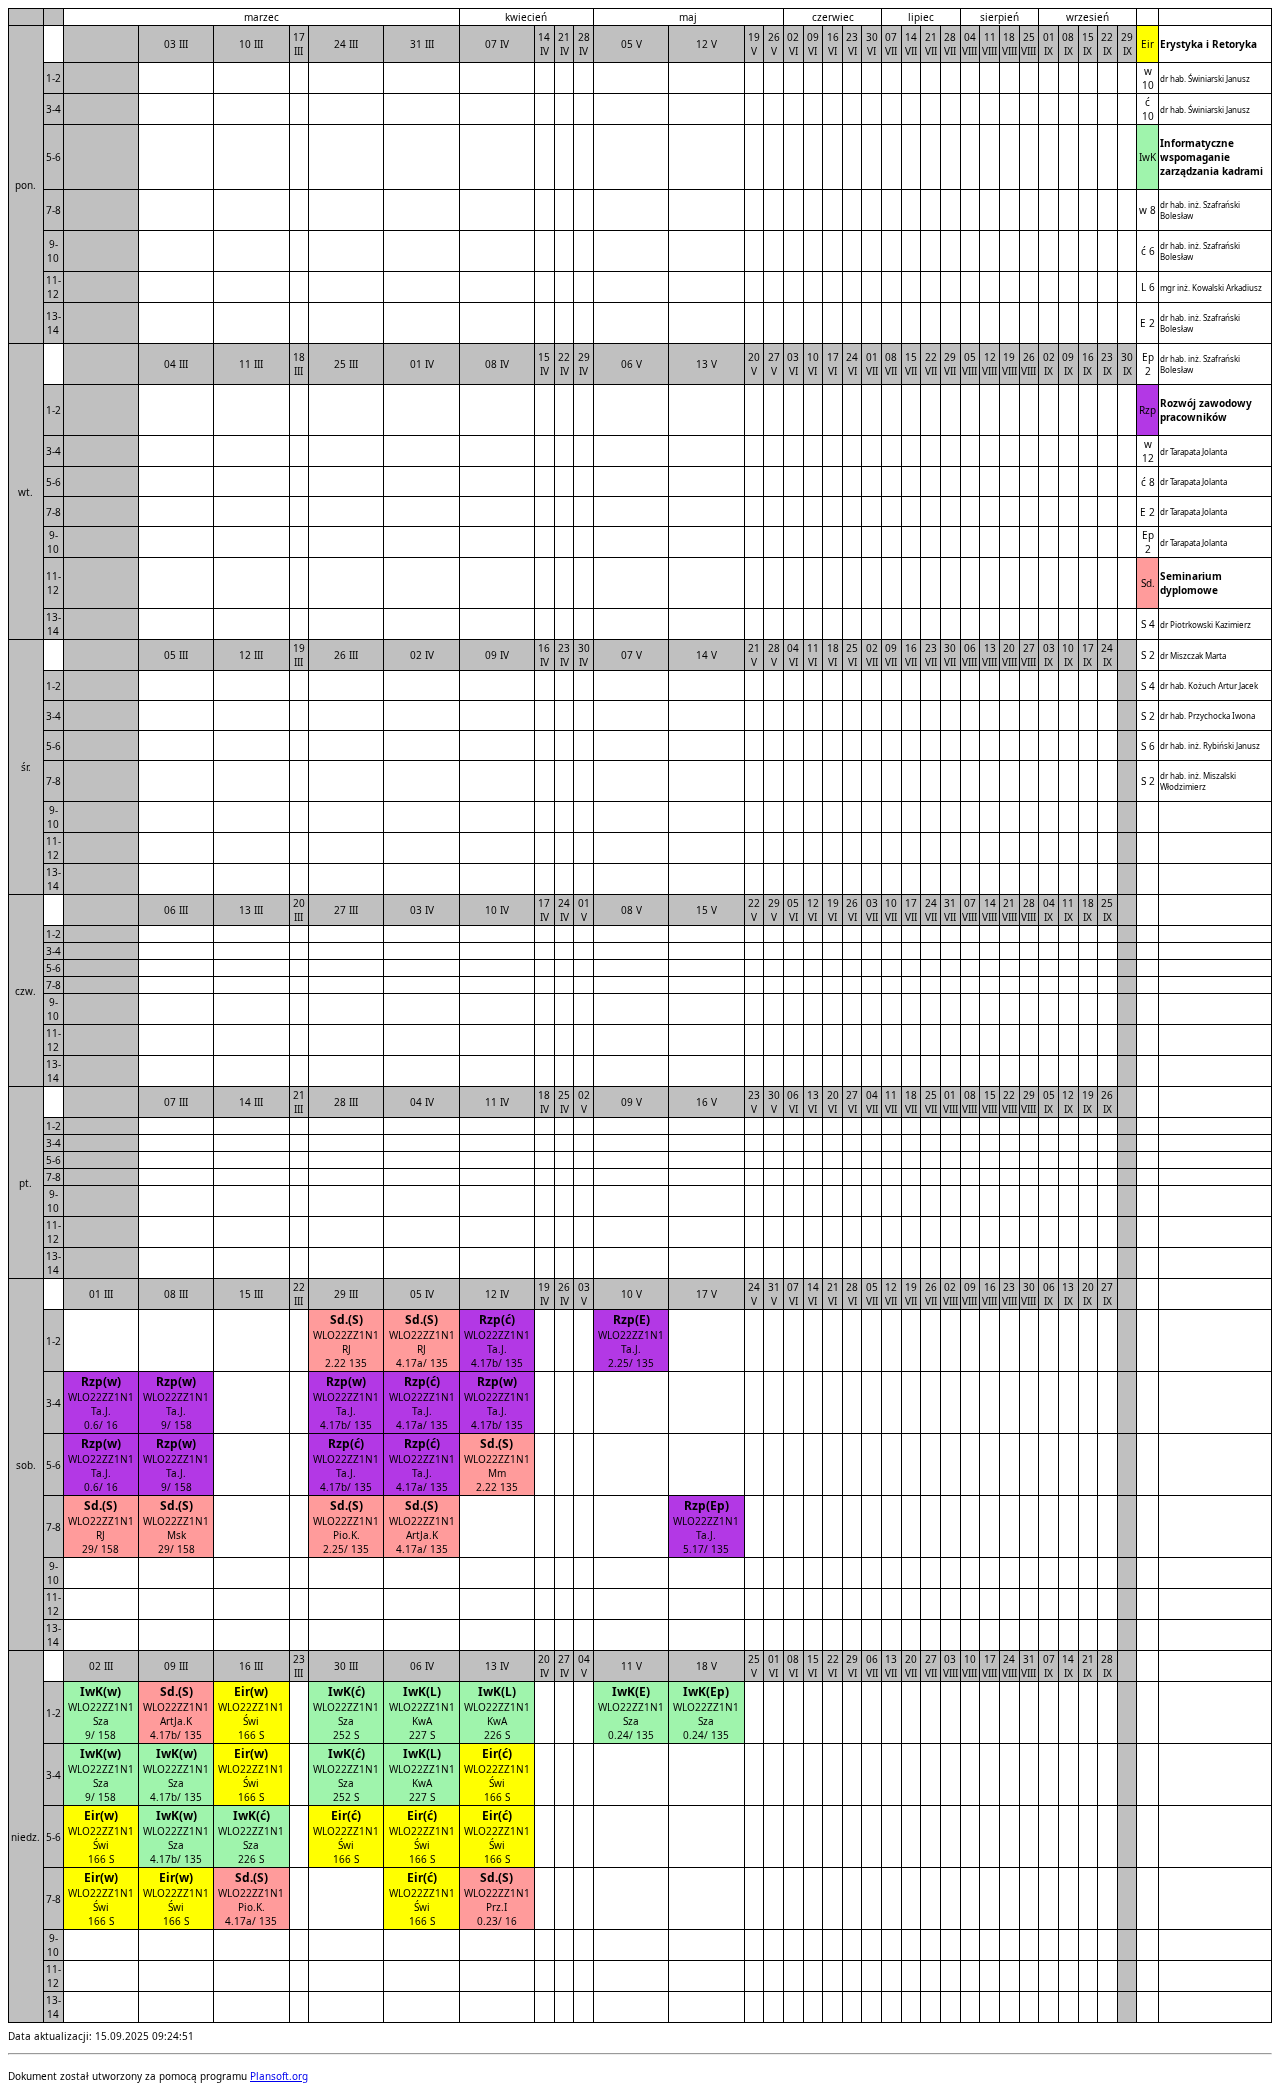 marzec kwiecień maj czerwiec lipiec sierpień wrzesień
03 III 10 III 17 III 24 III 31 III 07 IV 14 IV 21 IV 28 IV 05 V 12 V 19 V 26 V 02 VI 09 VI 16 VI 23 VI 30 VI 07 VII 14 VII 21 VII 28 VII 04 VIII 11 VIII 18 VIII 25 VIII 01 IX 08 IX 15 IX 22 IX 29 IX Eir Erystyka i Retoryka
pon.
1-2 w 10 dr hab. Świniarski Janusz
3-4 ć 10 dr hab. Świniarski Janusz
5-6 IwK Informatyczne wspomaganie zarządzania kadrami
7-8 w 8 dr hab. inż. Szafrański Bolesław
9-10 ć 6 dr hab. inż. Szafrański Bolesław
11-12 L 6 mgr inż. Kowalski Arkadiusz
13-14 E 2 dr hab. inż. Szafrański Bolesław
04 III 11 III 18 III 25 III 01 IV 08 IV 15 IV 22 IV 29 IV 06 V 13 V 20 V 27 V 03 VI 10 VI 17 VI 24 VI 01 VII 08 VII 15 VII 22 VII 29 VII 05 VIII 12 VIII 19 VIII 26 VIII 02 IX 09 IX 16 IX 23 IX 30 IX Ep 2 dr hab. inż. Szafrański Bolesław
wt.
1-2 Rzp Rozwój zawodowy pracowników
3-4 w 12 dr Tarapata Jolanta
5-6 ć 8 dr Tarapata Jolanta
7-8 E 2 dr Tarapata Jolanta
9-10 Ep 2 dr Tarapata Jolanta
11-12 Sd. Seminarium dyplomowe
13-14 S 4 dr Piotrkowski Kazimierz
05 III 12 III 19 III 26 III 02 IV 09 IV 16 IV 23 IV 30 IV 07 V 14 V 21 V 28 V 04 VI 11 VI 18 VI 25 VI 02 VII 09 VII 16 VII 23 VII 30 VII 06 VIII 13 VIII 20 VIII 27 VIII 03 IX 10 IX 17 IX 24 IX S 2 dr Miszczak Marta
śr.
1-2 S 4 dr hab. Kożuch Artur Jacek
3-4 S 2 dr hab. Przychocka Iwona
5-6 S 6 dr hab. inż. Rybiński Janusz
7-8 S 2 dr hab. inż. Miszalski Włodzimierz
9-10
11-12
13-14
06 III 13 III 20 III 27 III 03 IV 10 IV 17 IV 24 IV 01 V 08 V 15 V 22 V 29 V 05 VI 12 VI 19 VI 26 VI 03 VII 10 VII 17 VII 24 VII 31 VII 07 VIII 14 VIII 21 VIII 28 VIII 04 IX 11 IX 18 IX 25 IX
czw.
1-2
3-4
5-6
7-8
9-10
11-12
13-14
07 III 14 III 21 III 28 III 04 IV 11 IV 18 IV 25 IV 02 V 09 V 16 V 23 V 30 V 06 VI 13 VI 20 VI 27 VI 04 VII 11 VII 18 VII 25 VII 01 VIII 08 VIII 15 VIII 22 VIII 29 VIII 05 IX 12 IX 19 IX 26 IX
pt.
1-2
3-4
5-6
7-8
9-10
11-12
13-14
01 III 08 III 15 III 22 III 29 III 05 IV 12 IV 19 IV 26 IV 03 V 10 V 17 V 24 V 31 V 07 VI 14 VI 21 VI 28 VI 05 VII 12 VII 19 VII 26 VII 02 VIII 09 VIII 16 VIII 23 VIII 30 VIII 06 IX 13 IX 20 IX 27 IX
sob.
1-2
Sd.(S) Sd.(S) Rzp(ć) Rzp(E)
WLO22ZZ1N1 WLO22ZZ1N1 WLO22ZZ1N1 WLO22ZZ1N1
RJ RJ Ta.J. Ta.J.
2.22 135 4.17a/ 135 4.17b/ 135 2.25/ 135
3-4
Rzp(w) Rzp(w) Rzp(w) Rzp(ć) Rzp(w)
WLO22ZZ1N1 WLO22ZZ1N1 WLO22ZZ1N1 WLO22ZZ1N1 WLO22ZZ1N1
Ta.J. Ta.J. Ta.J. Ta.J. Ta.J.
0.6/ 16 9/ 158 4.17b/ 135 4.17a/ 135 4.17b/ 135
5-6
Rzp(w) Rzp(w) Rzp(ć) Rzp(ć) Sd.(S)
WLO22ZZ1N1 WLO22ZZ1N1 WLO22ZZ1N1 WLO22ZZ1N1 WLO22ZZ1N1
Ta.J. Ta.J. Ta.J. Ta.J. Mm
0.6/ 16 9/ 158 4.17b/ 135 4.17a/ 135 2.22 135
7-8
Sd.(S) Sd.(S) Sd.(S) Sd.(S) Rzp(Ep)
WLO22ZZ1N1 WLO22ZZ1N1 WLO22ZZ1N1 WLO22ZZ1N1 WLO22ZZ1N1
RJ Msk Pio.K. ArtJa.K Ta.J.
29/ 158 29/ 158 2.25/ 135 4.17a/ 135 5.17/ 135
9-10
11-12
13-14
02 III 09 III 16 III 23 III 30 III 06 IV 13 IV 20 IV 27 IV 04 V 11 V 18 V 25 V 01 VI 08 VI 15 VI 22 VI 29 VI 06 VII 13 VII 20 VII 27 VII 03 VIII 10 VIII 17 VIII 24 VIII 31 VIII 07 IX 14 IX 21 IX 28 IX
niedz.
1-2
IwK(w) Sd.(S) Eir(w) IwK(ć) IwK(L) IwK(L) IwK(E) IwK(Ep)
WLO22ZZ1N1 WLO22ZZ1N1 WLO22ZZ1N1 WLO22ZZ1N1 WLO22ZZ1N1 WLO22ZZ1N1 WLO22ZZ1N1 WLO22ZZ1N1
Sza ArtJa.K Świ Sza KwA KwA Sza Sza
9/ 158 4.17b/ 135 166 S 252 S 227 S 226 S 0.24/ 135 0.24/ 135
3-4
IwK(w) IwK(w) Eir(w) IwK(ć) IwK(L) Eir(ć)
WLO22ZZ1N1 WLO22ZZ1N1 WLO22ZZ1N1 WLO22ZZ1N1 WLO22ZZ1N1 WLO22ZZ1N1
Sza Sza Świ Sza KwA Świ
9/ 158 4.17b/ 135 166 S 252 S 227 S 166 S
5-6
Eir(w) IwK(w) IwK(ć) Eir(ć) Eir(ć) Eir(ć)
WLO22ZZ1N1 WLO22ZZ1N1 WLO22ZZ1N1 WLO22ZZ1N1 WLO22ZZ1N1 WLO22ZZ1N1
Świ Sza Sza Świ Świ Świ
166 S 4.17b/ 135 226 S 166 S 166 S 166 S
7-8
Eir(w) Eir(w) Sd.(S) Eir(ć) Sd.(S)
WLO22ZZ1N1 WLO22ZZ1N1 WLO22ZZ1N1 WLO22ZZ1N1 WLO22ZZ1N1
Świ Świ Pio.K. Świ Prz.I
166 S 166 S 4.17a/ 135 166 S 0.23/ 16
9-10
11-12
13-14
Data aktualizacji: 15.09.2025 09:24:51
Dokument został utworzony za pomocą programu Plansoft.org